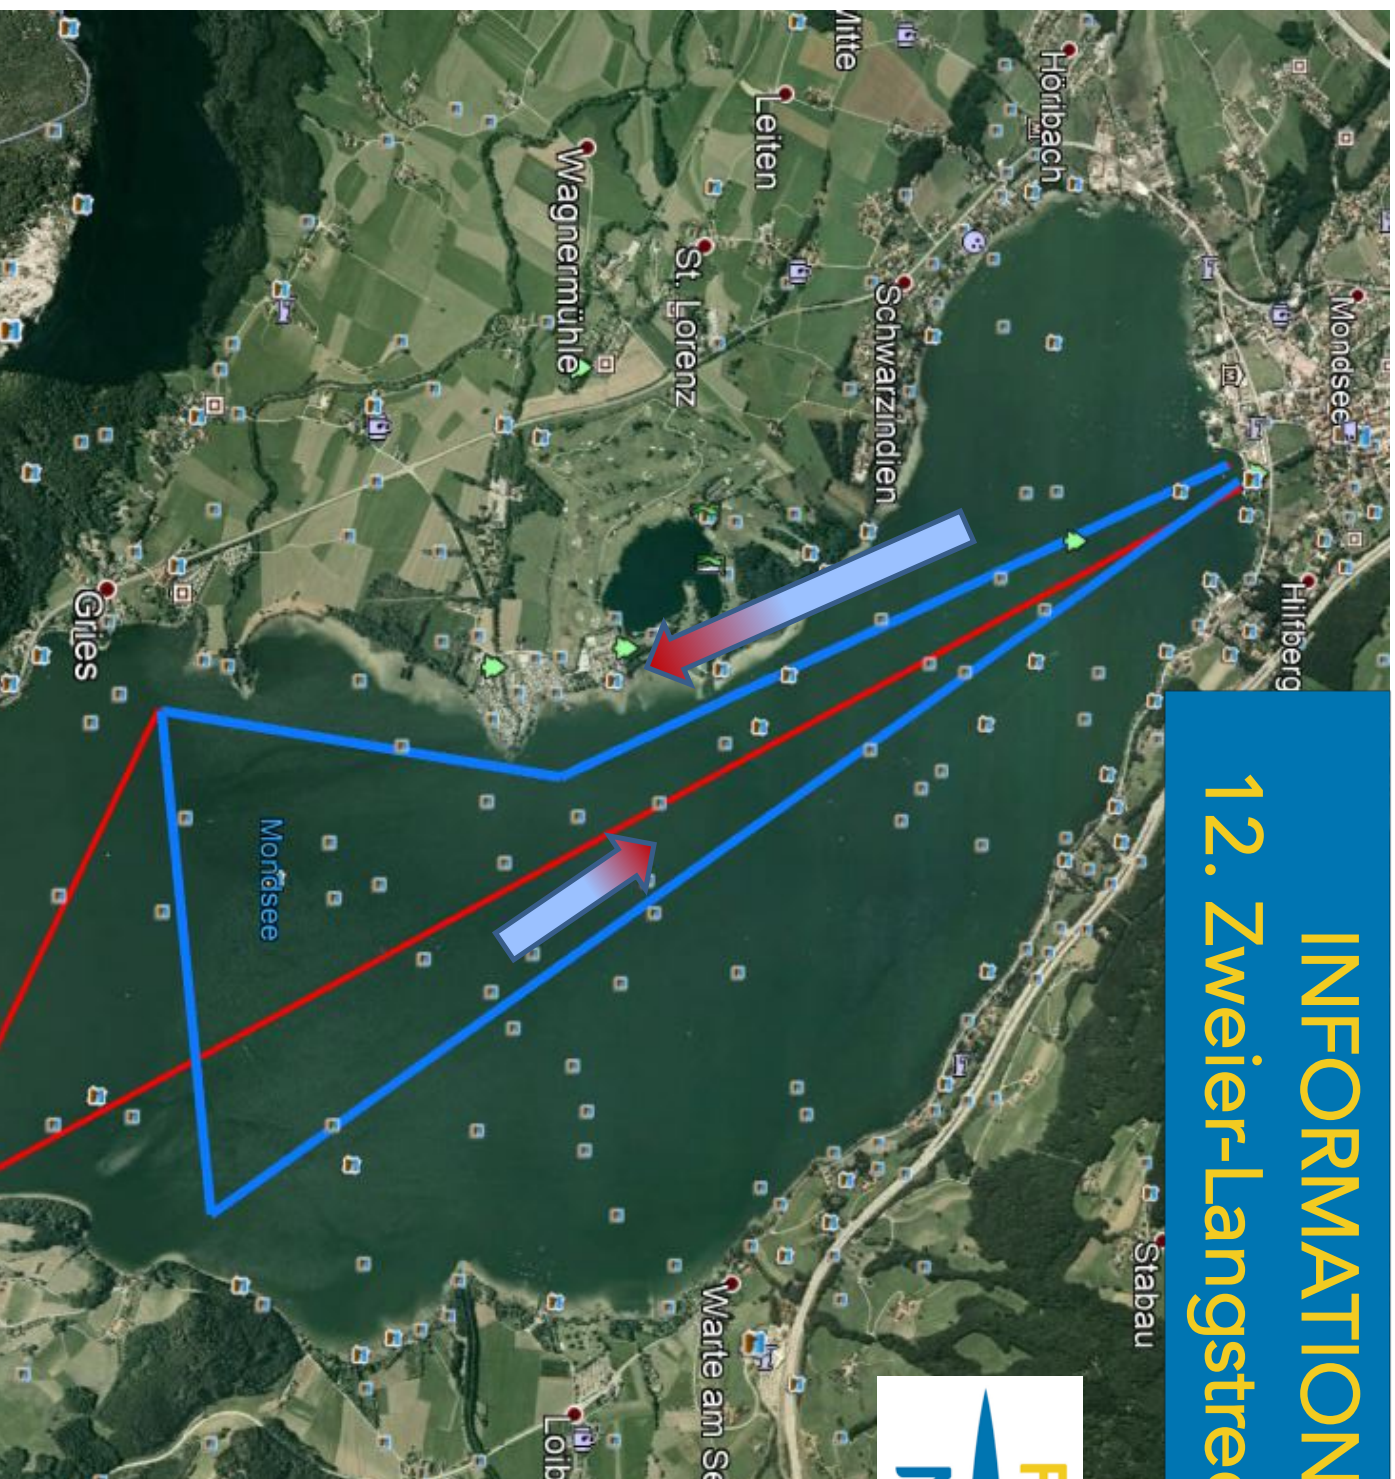 INFORMATION
12. Zweier-Langstre
Mondsee
Hilfberg
Höribach
Leiten
St. Lorenz
Schwarzindien
Wagnermühle
Gries
Mondsee
Stabau
Warte am Se
Loib
Mitte